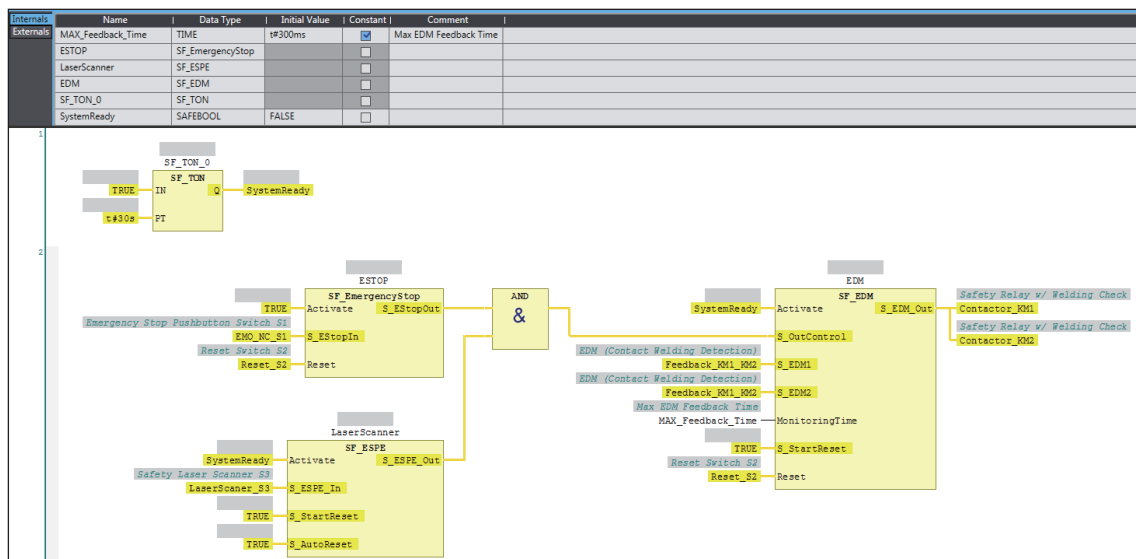 Internals
Externals
Name | Data Type | Initial Value | Constant | Comment
MAX_Feedback_Time TIME t#300ms Max EDM Feedback Time
ESTOP SF_EmergencyStop
LaserScanner SF_ESPE
EDM SF_EDM
SF_TON_0 SF_TON
SystemReady SAFEBOOL FALSE
1
SF_TON_0
SF_TON
TRUE IN Q SystemReady
t#30s PT
2
ESTOP
SF_EmergencyStop
TRUE Activate S_EStopOut
Emergency Stop Pushbutton Switch S1
EMO_NC_S1 S_EStopIn
Reset Switch S2
Reset_S2 Reset
AND
&
LaserScanner
SF_ESPE
SystemReady Activate S_ESPE_Out
Safety Laser Scanner S3
LaserScaner_S3 S_ESPE_In
TRUE S_StartReset
TRUE S_AutoReset
EDM
SF_EDM
SystemReady Activate S_EDM_Out
Safety Relay w/ Welding Check
Contactor_KM1
Safety Relay w/ Welding Check
Contactor_KM2
S_OutControl
EDM (Contact Welding Detection)
Feedback_KM1_KM2 S_EDM1
EDM (Contact Welding Detection)
Feedback_KM1_KM2 S_EDM2
Max EDM Feedback Time
MAX_Feedback_Time MonitoringTime
TRUE S_StartReset
Reset Switch S2
Reset_S2 Reset